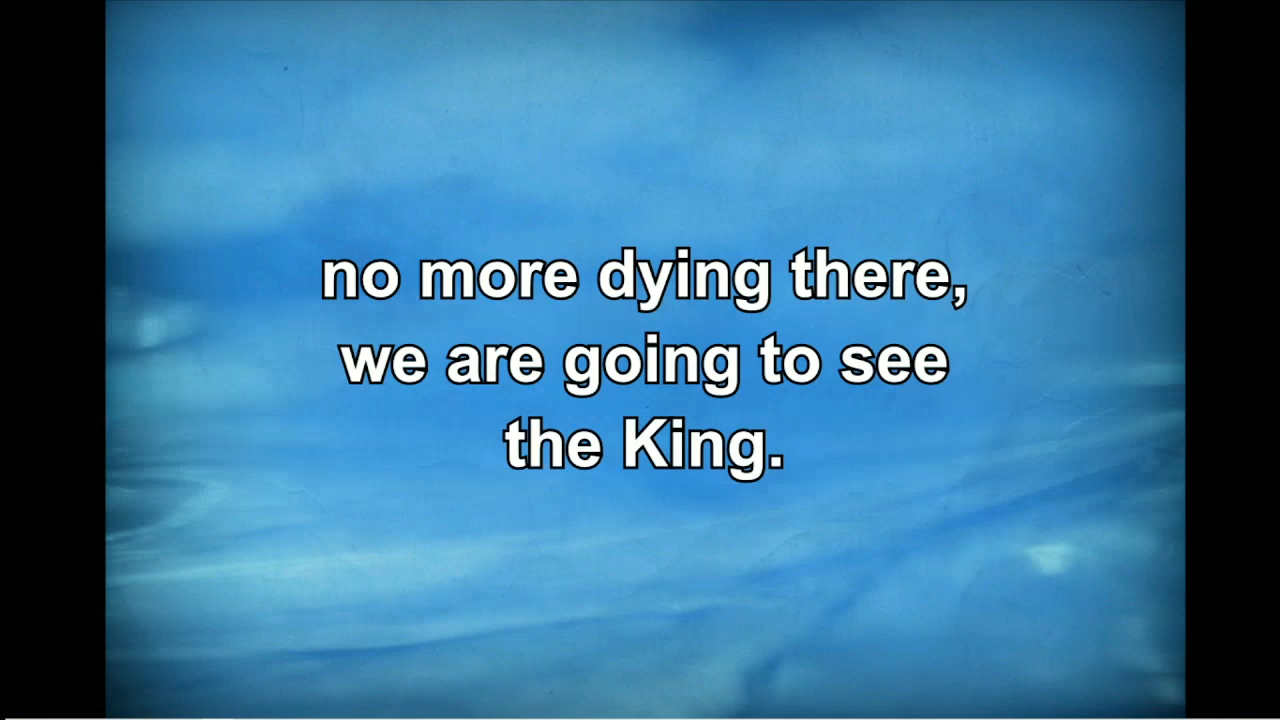 no more dying there,
we are going to see
the King.